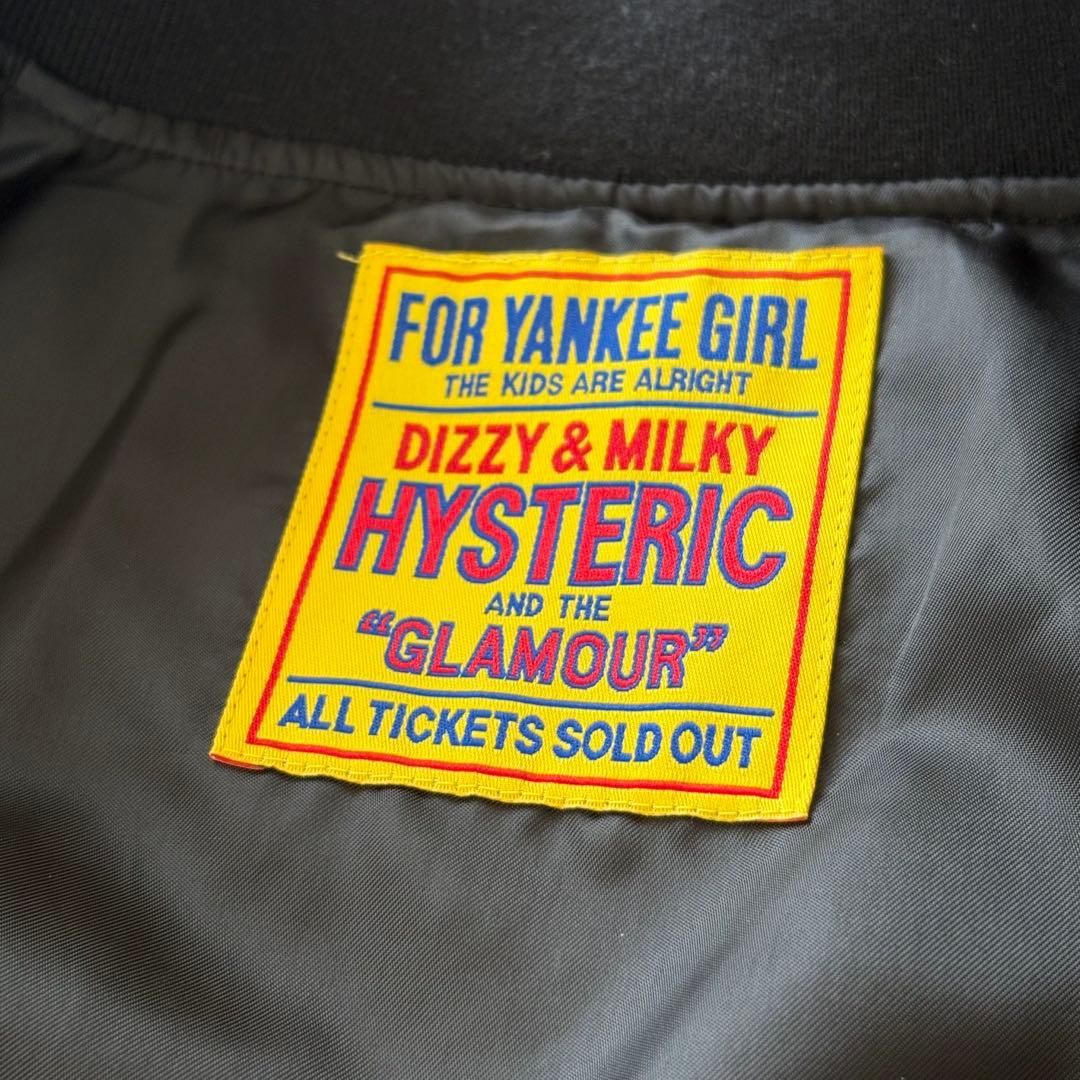 FOR YANKEE GIRL
THE KIDS ARE ALRIGHT
DIZZY & MILKY
HYSTERIC
AND THE
“GLAMOUR”
ALL TICKETS SOLD OUT